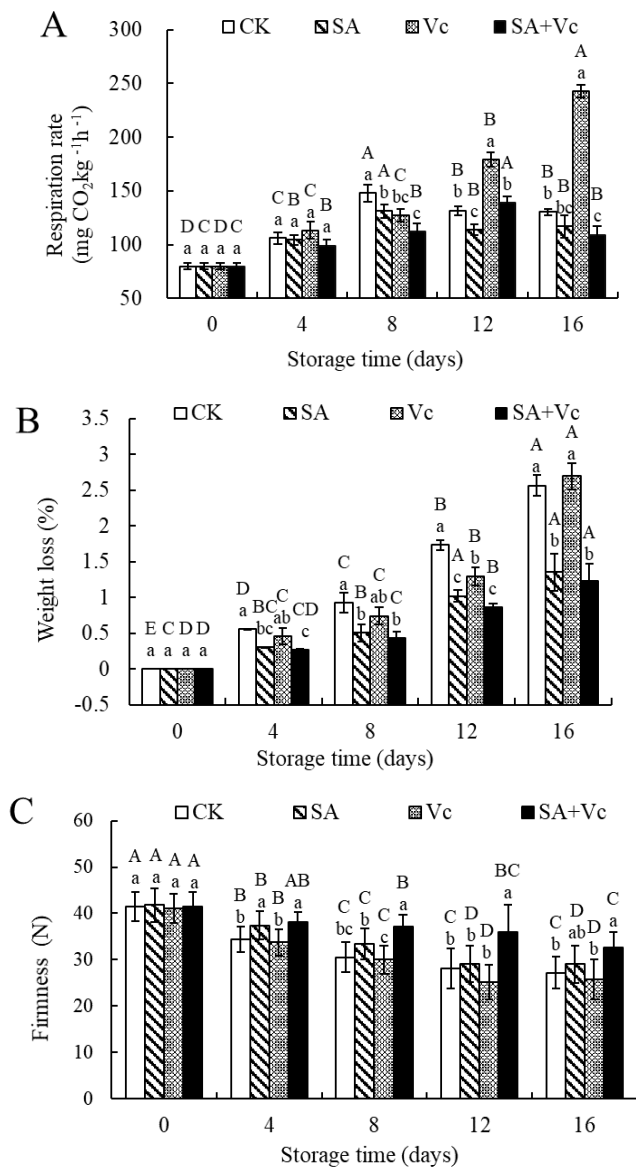 A
CK SA Vc SA+Vc
Respiration rate
(mg CO₂kg⁻¹h⁻¹)
300
250
200
150
100
50
D C D C
a a a a
C B C B
a a a a
A A C B
a b bc c
B B B A
b c a b
B B A B
b bc a c
0 4 8 12 16
Storage time (days)
B
CK SA Vc SA+Vc
Weight loss (%)
3.5
3
2.5
2
1.5
1
0.5
0
-0.5
E C D D
a a a a
D BC C CD
a bc ab c
C B C C
a b ab b
B A B B
a c b c
A A A A
a b a b
0 4 8 12 16
Storage time (days)
C
CK SA Vc SA+Vc
Firmness (N)
60
50
40
30
20
10
0
A A A A
a a a a
B B B AB
b a b a
C C C B
bc b c a
C D D BC
b b b a
C D D C
b ab b a
0 4 8 12 16
Storage time (days)